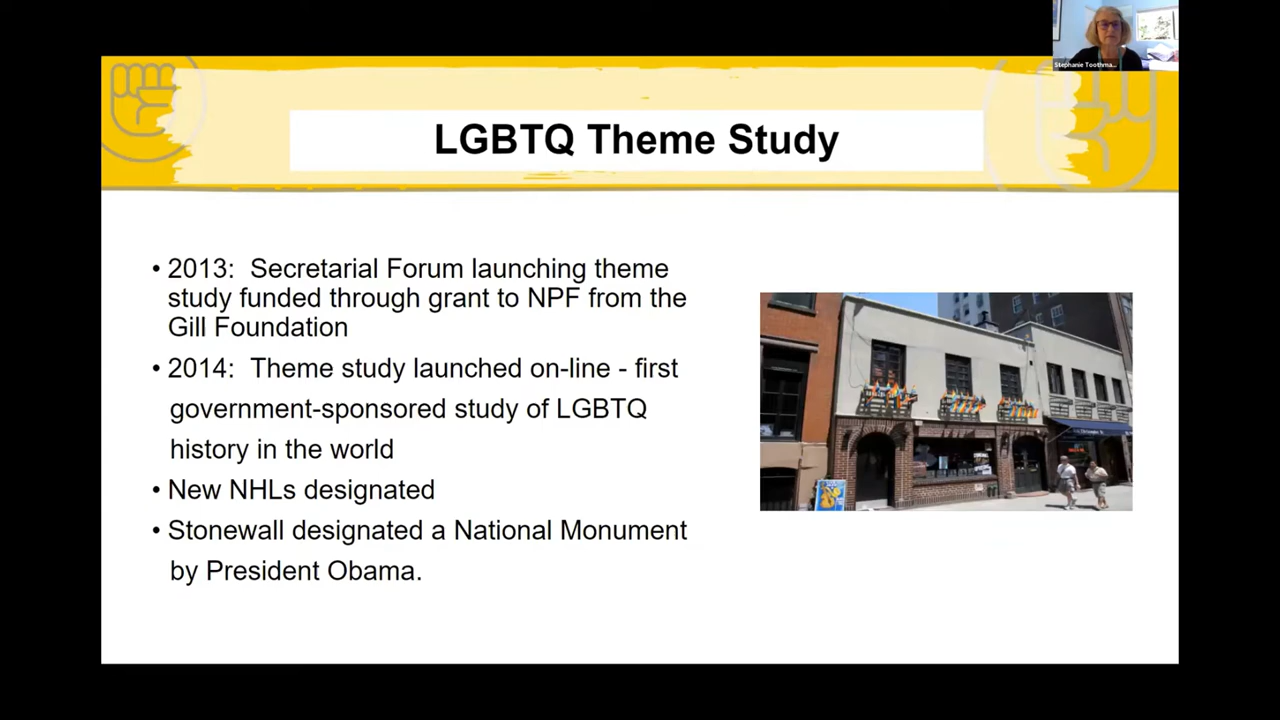 Stephanie Toothma...
LGBTQ Theme Study
• 2013:  Secretarial Forum launching theme
study funded through grant to NPF from the
Gill Foundation
• 2014:  Theme study launched on-line - first
government-sponsored study of LGBTQ
history in the world
• New NHLs designated
• Stonewall designated a National Monument
by President Obama.